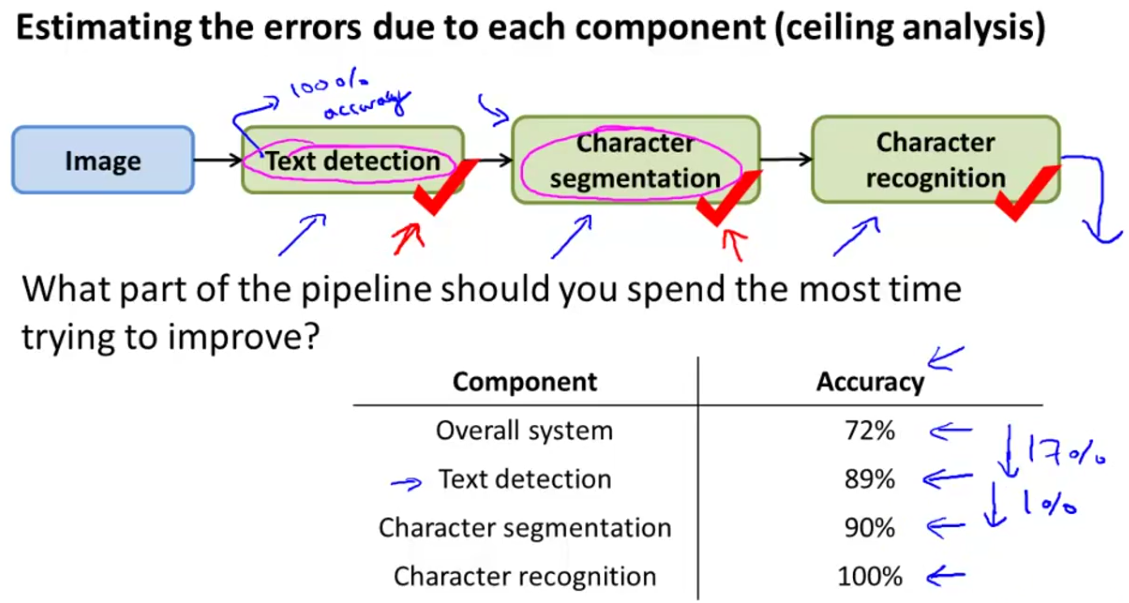 Estimating the errors due to each component (ceiling analysis)
100%
accuracy
Image
Text detection
Character
segmentation
Character
recognition
What part of the pipeline should you spend the most time
trying to improve?
Component Accuracy
Overall system 72%
17%
Text detection 89%
1%
Character segmentation 90%
Character recognition 100%